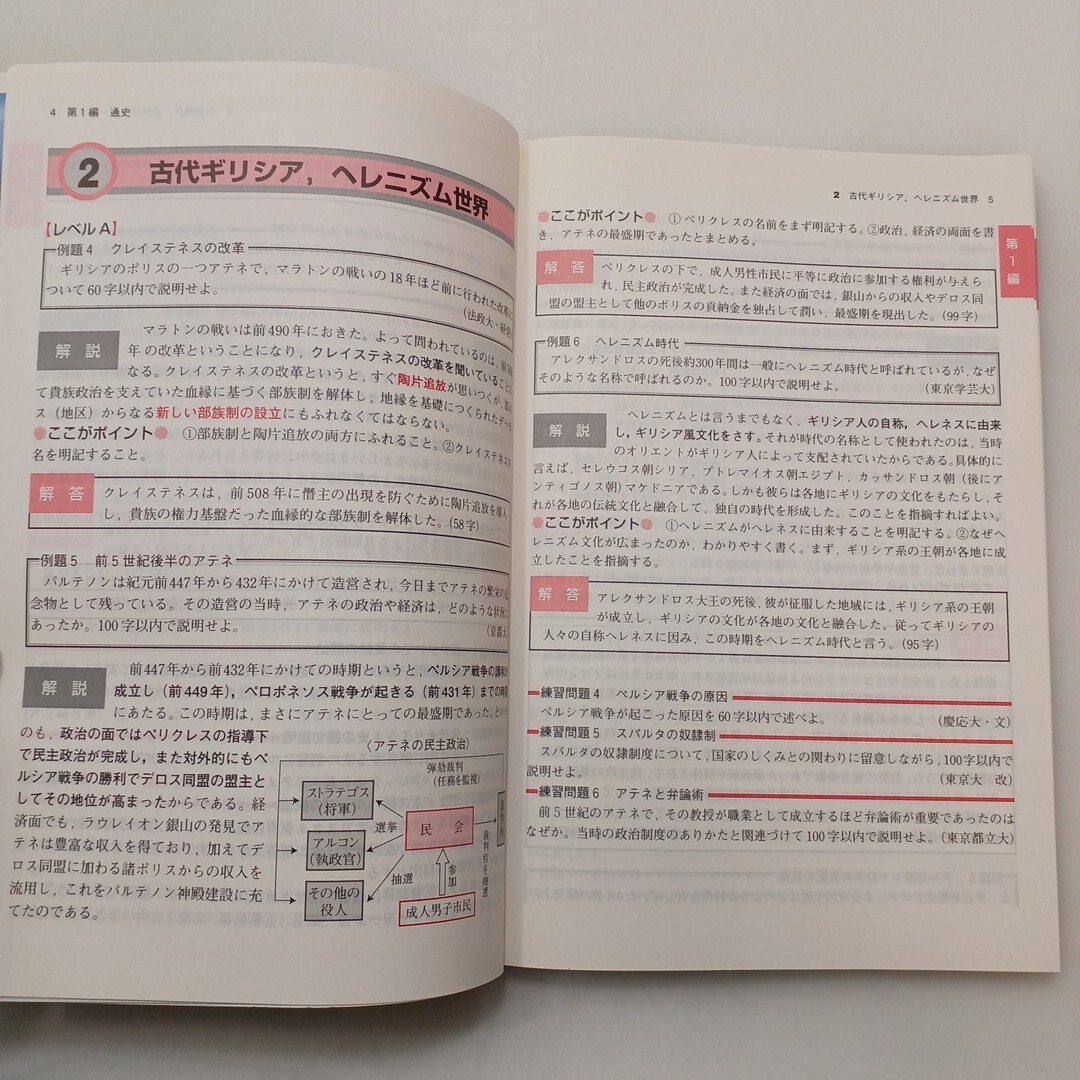 4 第1編 通史
2 古代ギリシア，ヘレニズム世界
【レベルA】
例題4 クレイステネスの改革
ギリシアのポリスの一つアテネで，マラトンの戦いの18年ほど前に行われた改革に
ついて60字以内で説明せよ。
(法政大・経営
解説
マラトンの戦いは前490年におきた。よって問われているのは，前508
年の改革ということになり，クレイステネスの改革を聞いていることに
なる。クレイステネスの改革というと，すぐ陶片追放が思いつくが，
て貴族政治を支えていた血縁に基づく部族制を解体し，地縁を基礎につくられたデーモ
ス（地区）からなる新しい部族制の設立にもふれなくてはならない。
●ここがポイント● ①部族制と陶片追放の両方にふれること。②クレイステネスの
名を明記すること。
解答
クレイステネスは，前508年に僭主の出現を防ぐために陶片追放を導入
し，貴族の権力基盤だった血縁的な部族制を解体した。(58字)
例題5 前5世紀後半のアテネ
パルテノンは紀元前447年から432年にかけて造営され，今日までアテネの繁栄の記
念物として残っている。その造営の当時，アテネの政治や経済は，どのような状況に
あったか。100字以内で説明せよ。
(京都大
解説
前447年から前432年にかけての時期というと，ペルシア戦争の講和が
成立し（前449年），ペロポネソス戦争が起きる（前431年）までの時期
にあたる。この時期は，まさにアテネにとっての最盛期であった。という
のも，政治の面ではペリクレスの指導下
で民主政治が完成し，また対外的にもペ
ルシア戦争の勝利でデロス同盟の盟主と
してその地位が高まったからである。経
済面でも，ラウレイオン銀山の発見でア
テネは豊富な収入を得ており，加えてデ
ロス同盟に加わる諸ポリスからの収入を
流用し，これをパルテノン神殿建設に充
てたのである。
〈アテネの民主政治〉
弾劾裁判
(任務を監視)
ストラテゴス
(将軍)
選挙
民会
アルコン
(執政官)
抽選
その他の
役人
参加
成人男子市民
裁判官を抽選
2 古代ギリシア，ヘレニズム世界 5
第1編
●ここがポイント● ①ペリクレスの名前をまず明記する。②政治，経済の両面を書
き，アテネの最盛期であったとまとめる。
解答
ペリクレスの下で，成人男性市民に平等に政治に参加する権利が与えら
れ，民主政治が完成した。また経済の面では，銀山からの収入やデロス同
盟の盟主として他のポリスの貢納金を独占して潤い，最盛期を現出した。(99字)
例題6 ヘレニズム時代
アレクサンドロスの死後約300年間は一般にヘレニズム時代と呼ばれているが，なぜ
そのような名称で呼ばれるのか。100字以内で説明せよ。
(東京学芸大)
解説
ヘレニズムとは言うまでもなく，ギリシア人の自称，ヘレネスに由来
し，ギリシア風文化をさす。それが時代の名称として使われたのは，当時
のオリエントがギリシア人によって支配されていたからである。具体的に
言えば，セレウコス朝シリア，プトレマイオス朝エジプト，カッサンドロス朝（後にア
ンティゴノス朝）マケドニアである。しかも彼らは各地にギリシアの文化をもたらし，そ
れが各地の伝統文化と融合して，独自の時代を形成した。このことを指摘すればよい。
●ここがポイント● ①ヘレニズムがヘレネスに由来することを明記する。②なぜヘ
レニズム文化が広まったのか，わかりやすく書く。まず，ギリシア系の王朝が各地に成
立したことを指摘する。
解答
アレクサンドロス大王の死後，彼が征服した地域には，ギリシア系の王朝
が成立し，ギリシアの文化が各地の文化と融合した。従ってギリシアの
人々の自称ヘレネスに因み，この時期をヘレニズム時代と言う。(95字)
練習問題4 ペルシア戦争の原因
ペルシア戦争が起こった原因を60字以内で述べよ。
(慶応大・文)
練習問題5 スパルタの奴隷制
スパルタの奴隷制について，国家のしくみとの関わりに留意しながら，100字以内で
説明せよ。
(東京大 改)
練習問題6 アテネと弁論術
前5世紀のアテネで，その教授が職業として成立するほど弁論術が重要であったのは
なぜか。当時の政治制度のありかたと関連づけて100字以内で説明せよ。(東京都立大)